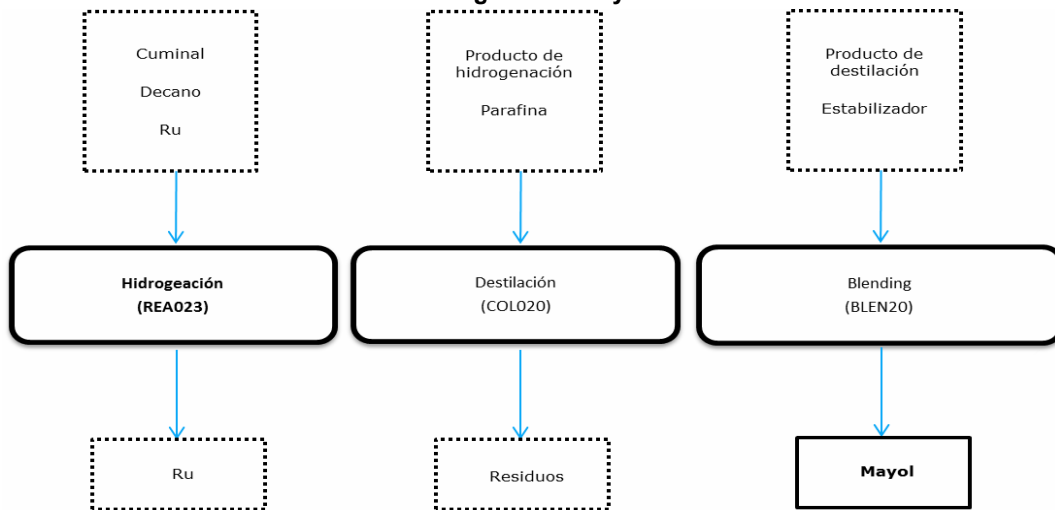 Cuminal
Decano
Ru
Producto de
hidrogenación
Parafina
Producto de
destilación
Estabilizador
Hidrogeación
(REA023)
Destilación
(COL020)
Blending
(BLEN20)
Ru
Residuos
Mayol